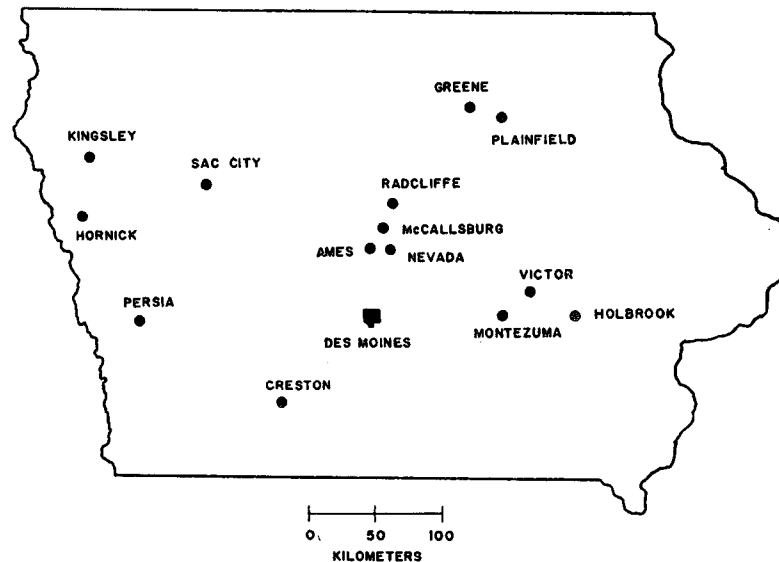 GREENE
PLAINFIELD
KINGSLEY
SAC CITY
RADCLIFFE
HORNICK
McCALLSBURG
AMES
NEVADA
VICTOR
PERSIA
MONTEZUMA
HOLBROOK
DES MOINES
CRESTON
0 50 100
KILOMETERS